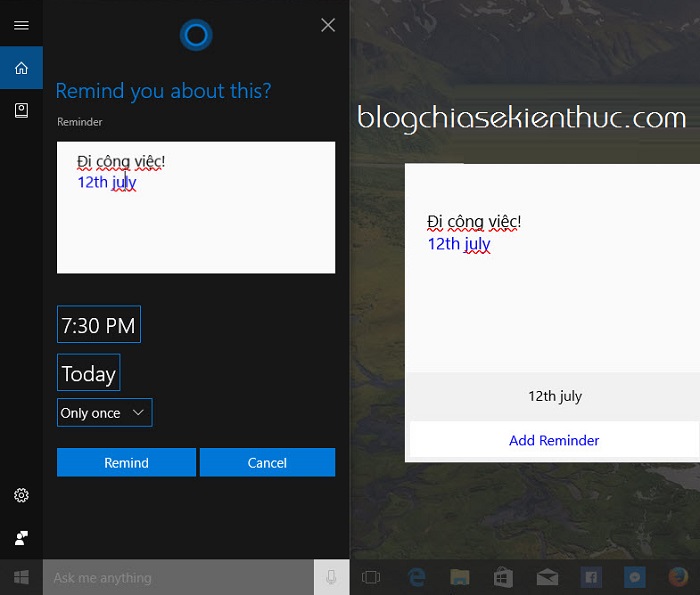 Remind you about this?
Reminder
Đi công việc!
12th july
7:30 PM
Today
Only once
Remind
Cancel
Ask me anything
blogchiasekienthuc.com
Đi công việc!
12th july
12th july
Add Reminder